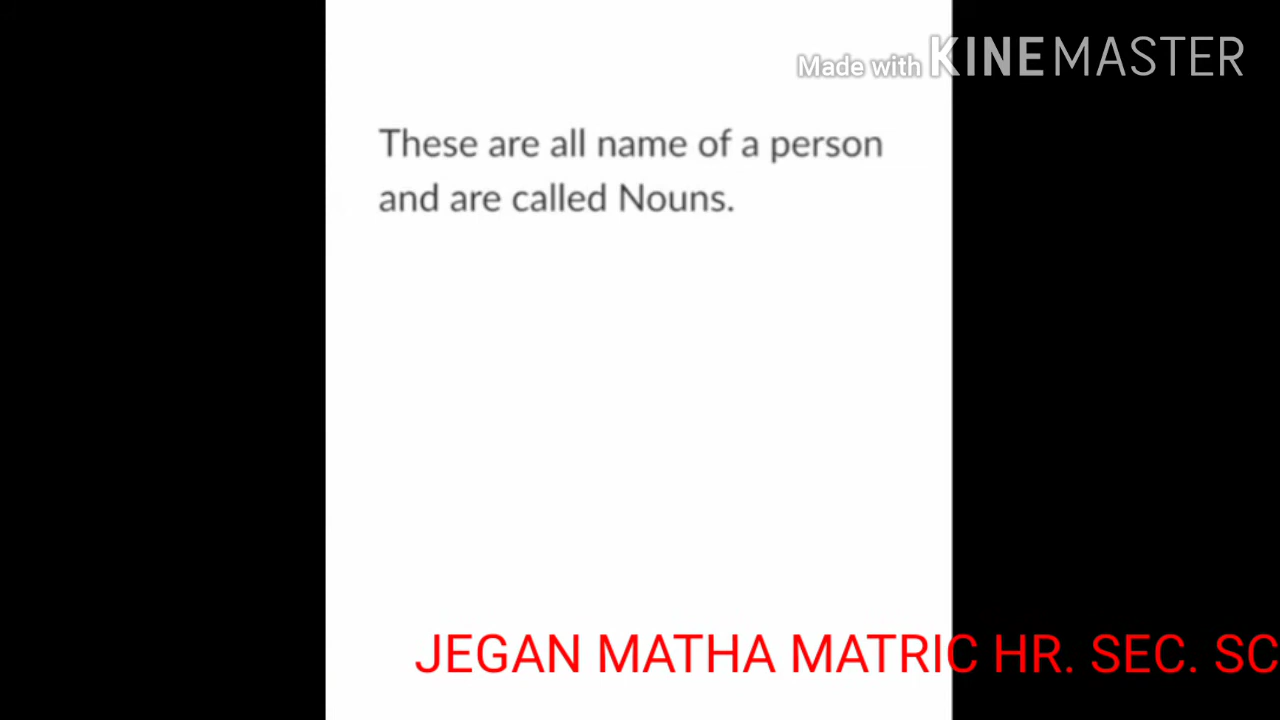 Made with KINEMASTER
These are all name of a person
and are called Nouns.
JEGAN MATHA MATRIC HR. SEC. SC